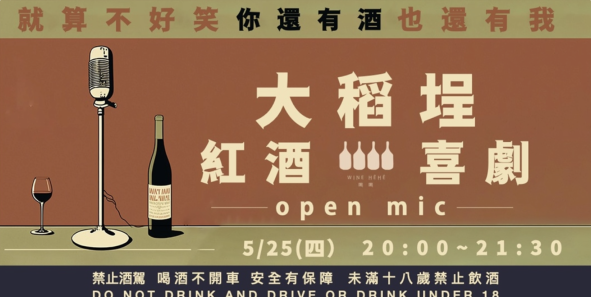 就算不好笑你還有酒也還有我
大稻埕
紅酒 喜劇
WINE DÉDÉ
open mic
5/25(四) 20:00~21:30
禁止酒駕 喝酒不開車 安全有保障 未滿十八歲禁止飲酒
DO NOT DRINK AND DRIVE OR DRINK UNDER 18